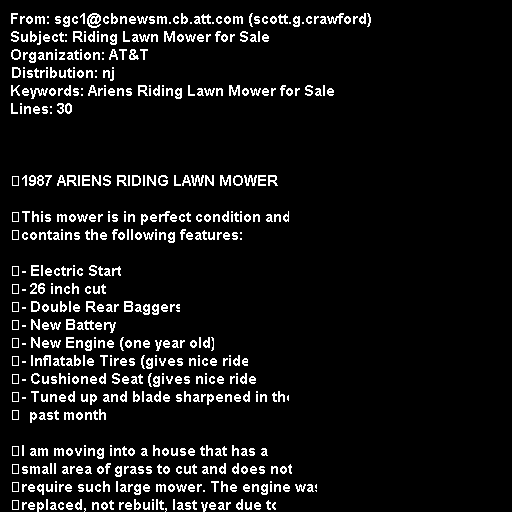 From: sgc1@cbnewsm.cb.att.com (scott.g.crawford)
Subject: Riding Lawn Mower for Sale
Organization: AT&T
Distribution: nj
Keywords: Ariens Riding Lawn Mower for Sale
Lines: 30
1987 ARIENS RIDING LAWN MOWER
This mower is in perfect condition and
contains the following features:
- Electric Start
- 26 inch cut
- Double Rear Baggers
- New Battery
- New Engine (one year old)
- Inflatable Tires (gives nice ride
- Cushioned Seat (gives nice ride
- Tuned up and blade sharpened in the
past month
I am moving into a house that has a
small area of grass to cut and does not
require such large mower. The engine was
replaced, not rebuilt, last year due to